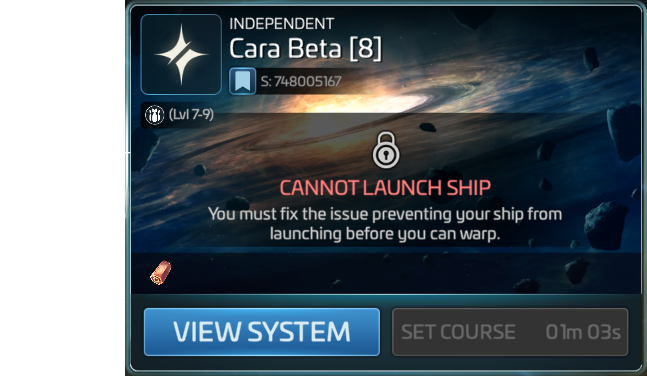 INDEPENDENT
Cara Beta [8]
S: 748005167
(Lvl 7-9)
CANNOT LAUNCH SHIP
You must fix the issue preventing your ship from
launching before you can warp.
VIEW SYSTEM
SET COURSE 01m 03s